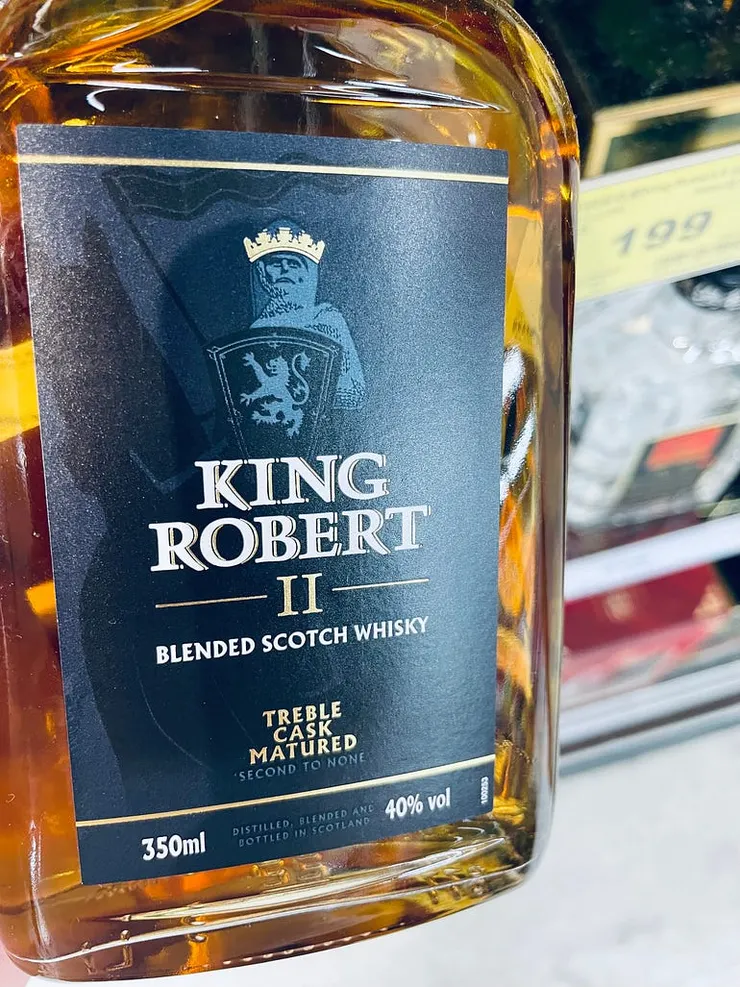 KING
ROBERT
II
BLENDED SCOTCH WHISKY
TREBLE
CASK
MATURED
'SECOND TO NONE'
350ml
DISTILLED, BLENDED AND
BOTTLED IN SCOTLAND
40% vol
100253
199